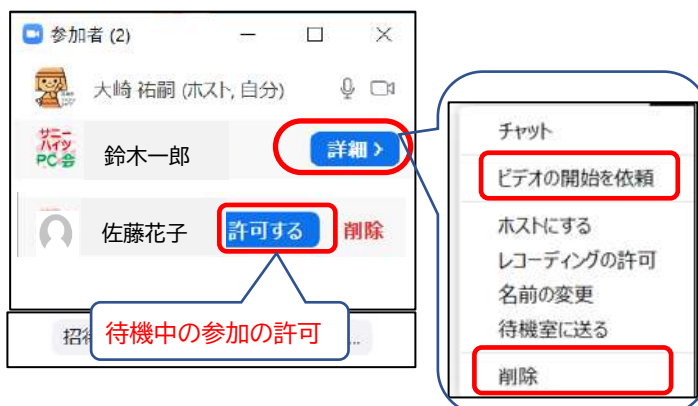 参加者 (2)
大崎 祐嗣 (ホスト, 自分)
サニー
ハイツ
PC会
鈴木一郎
詳細 >
佐藤花子
許可する
削除
待機中の参加の許可
招
...
チャット
ビデオの開始を依頼
ホストにする
レコーディングの許可
名前の変更
待機室に送る
削除